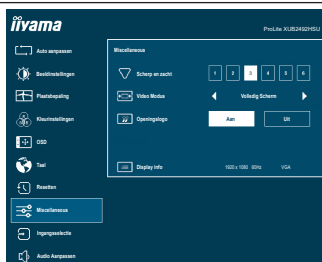 iiyama
ProLite XUB2492HSU
Auto aanpassen
Miscellaneous
Beeldinstellingen
Scherp en zacht
1 2 3 4 5 6
Plaatsbepaling
Video Modus
Volledig Scherm
Kleurinstellingen
Openingslogo
Aan
Uit
OSD
Taal
Display info
1920 x 1080 60Hz VGA
Resetten
Miscellaneous
Ingangsselectie
Audio Aanpassen